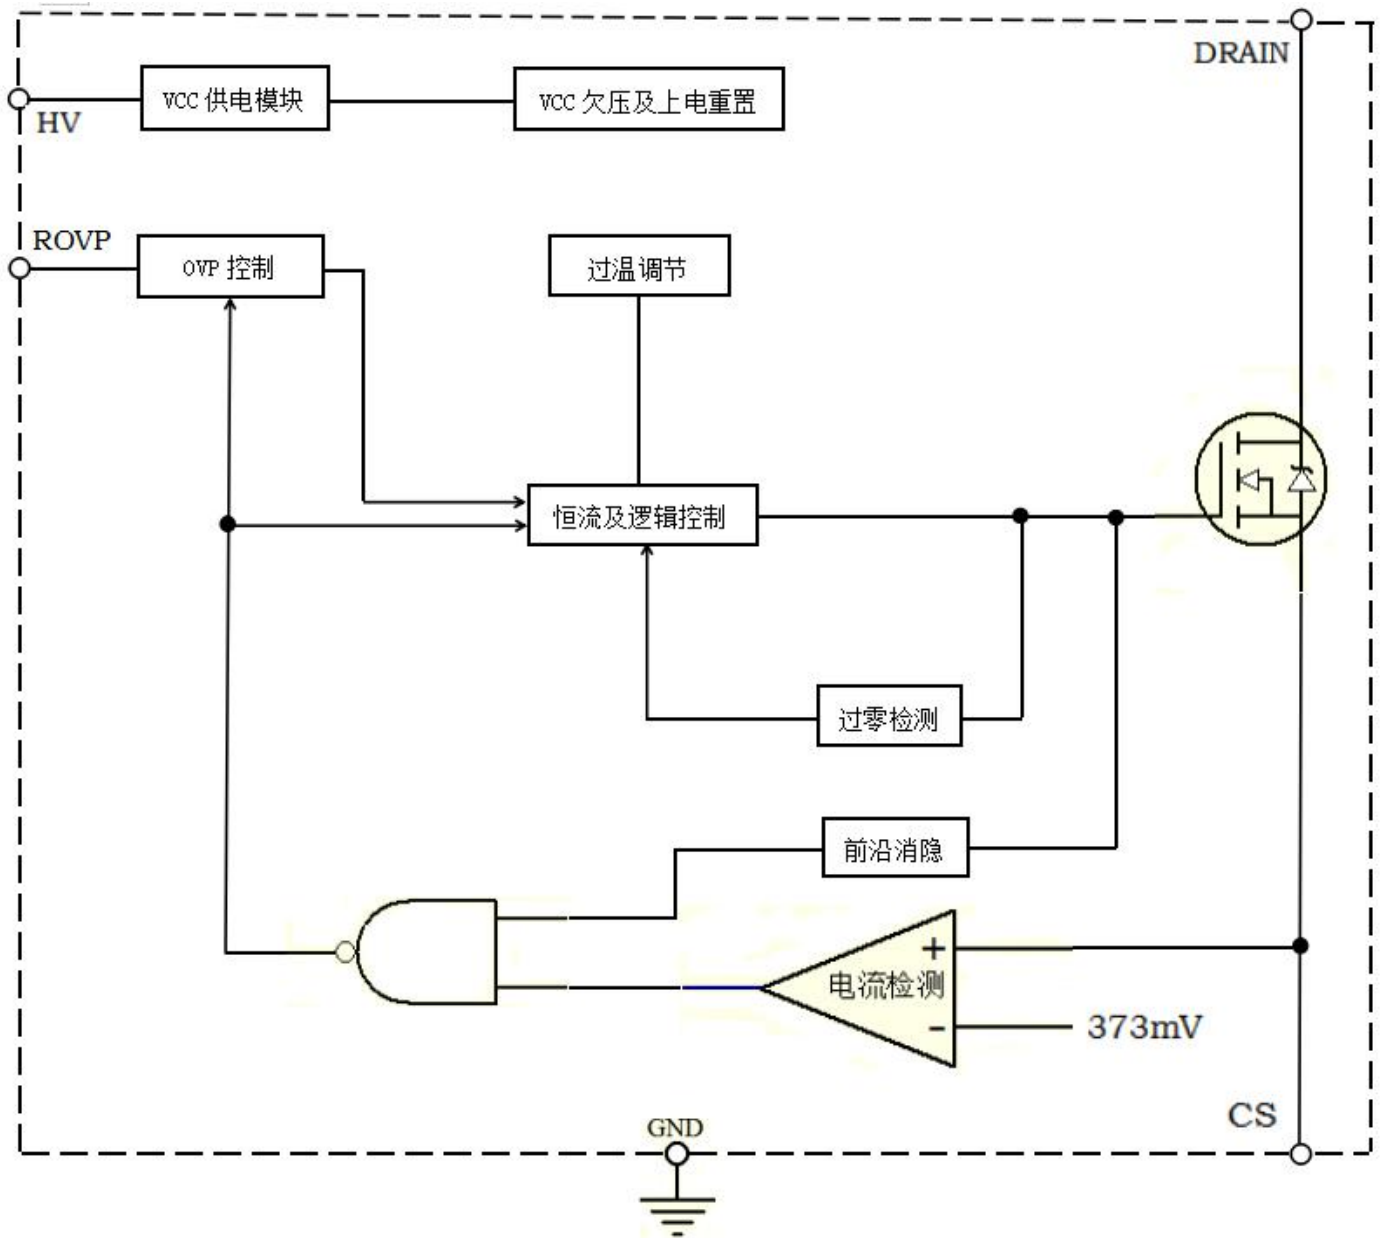 DRAIN
HV
VCC 供电模块
VCC 欠压及上电重置
ROVP
OVP 控制
过温调节
恒流及逻辑控制
过零检测
前沿消隐
+
电流检测
-
373mV
CS
GND